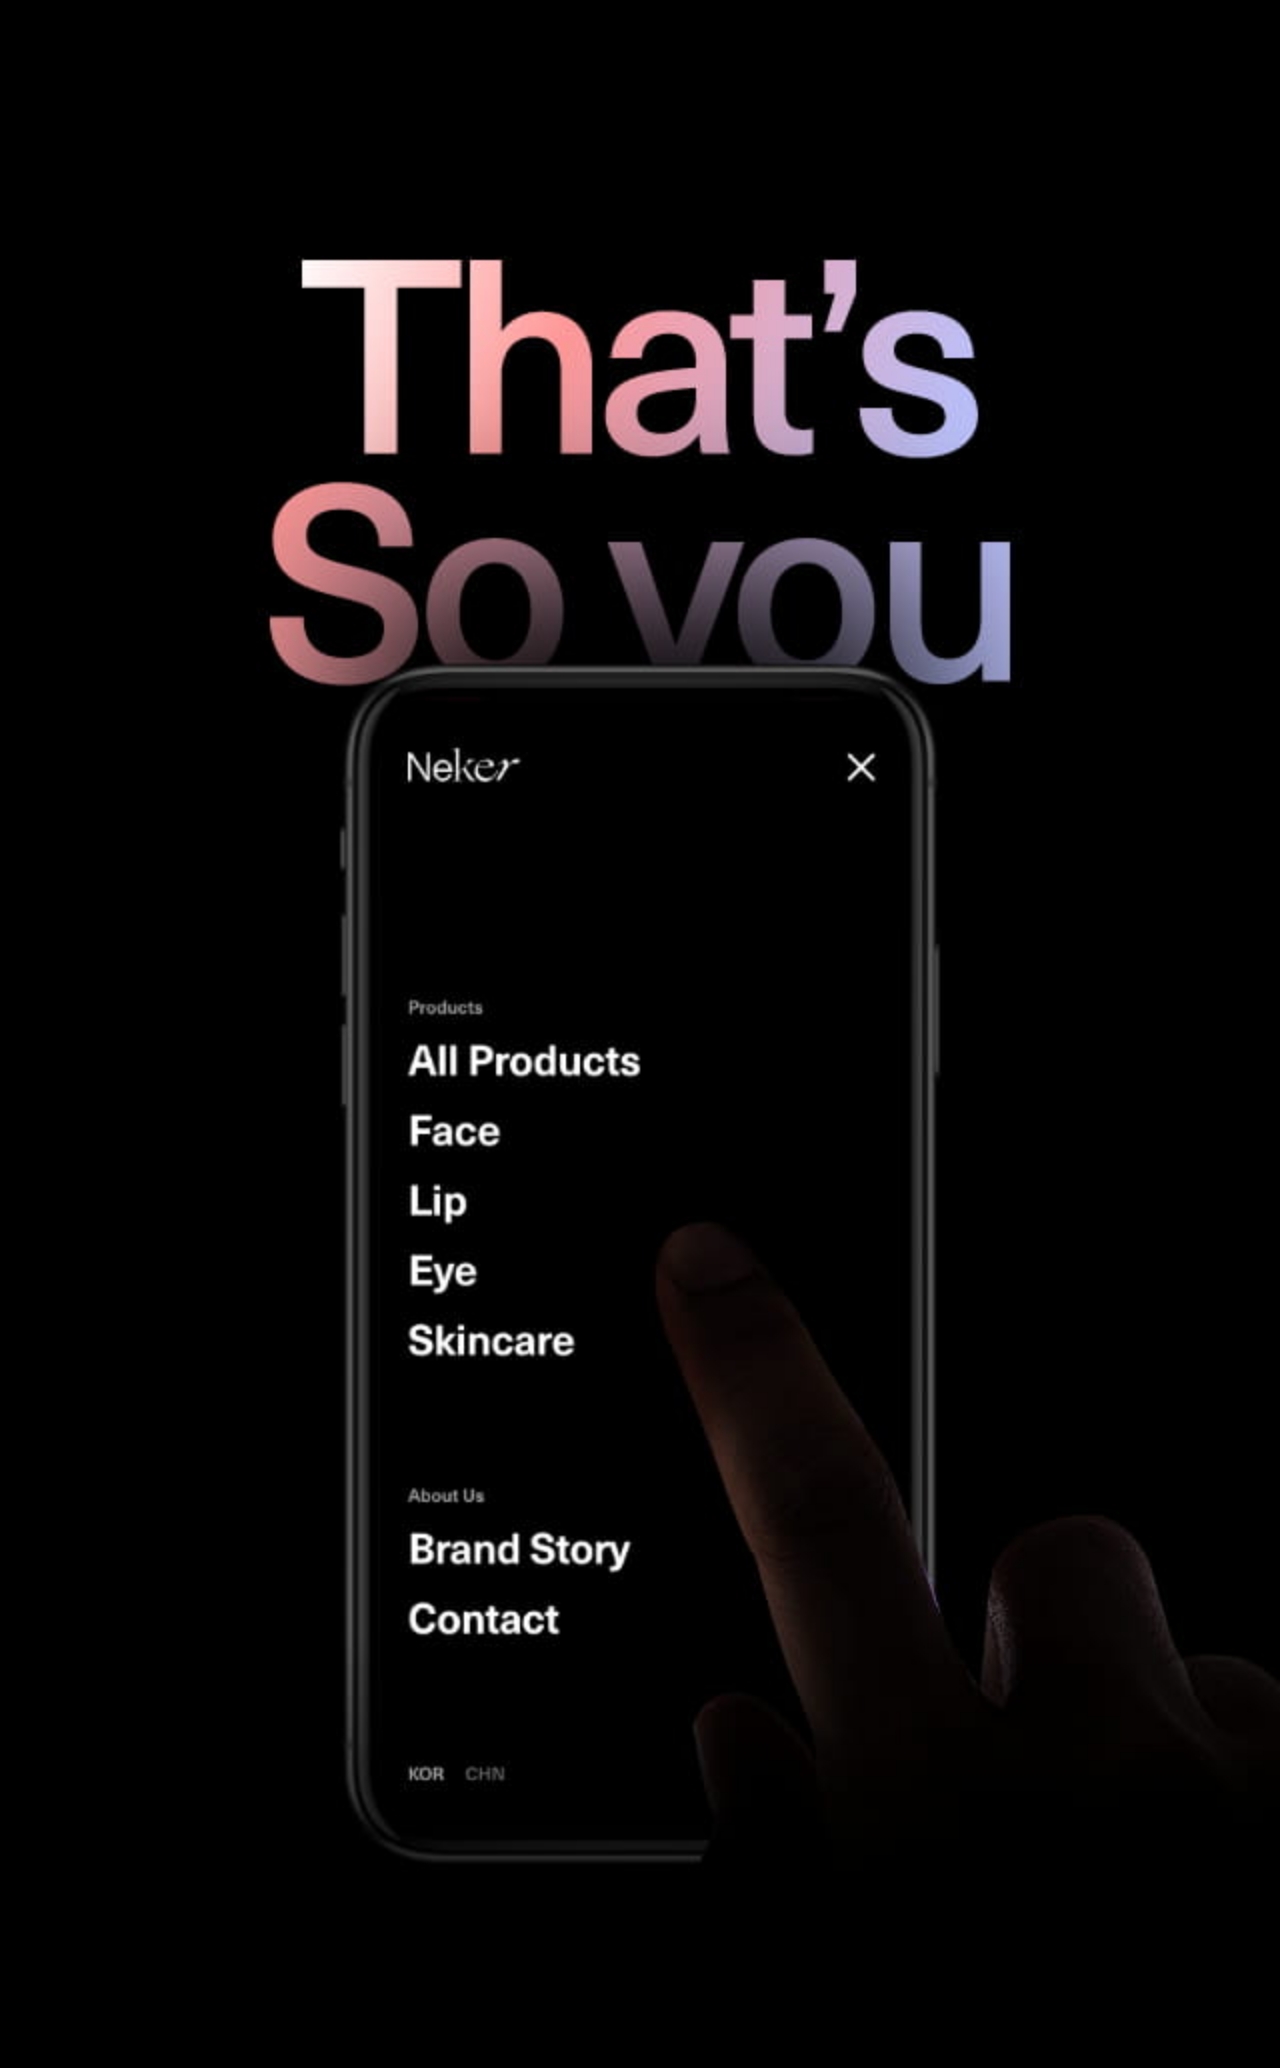 That's
So you
Neker
Products
All Products
Face
Lip
Eye
Skincare
About Us
Brand Story
Contact
KOR CHN